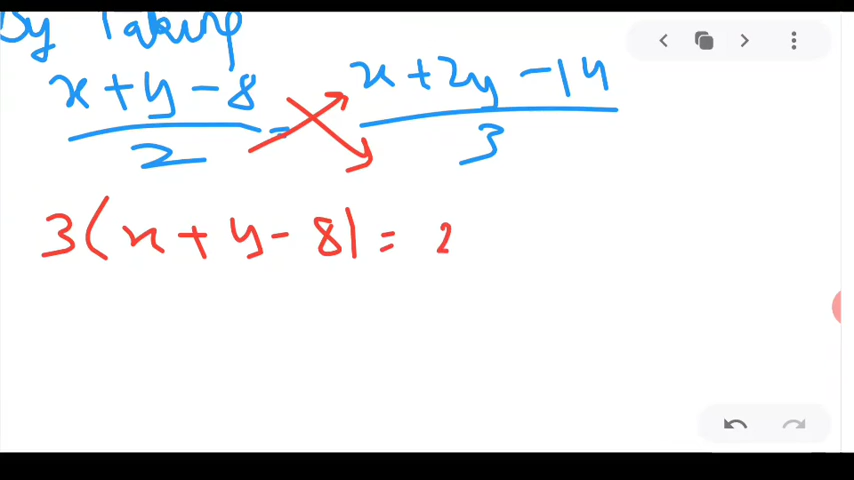 By Taking
x + y - 8 / 2 = x + 2y - 14 / 3
3(x + y - 8) = 2